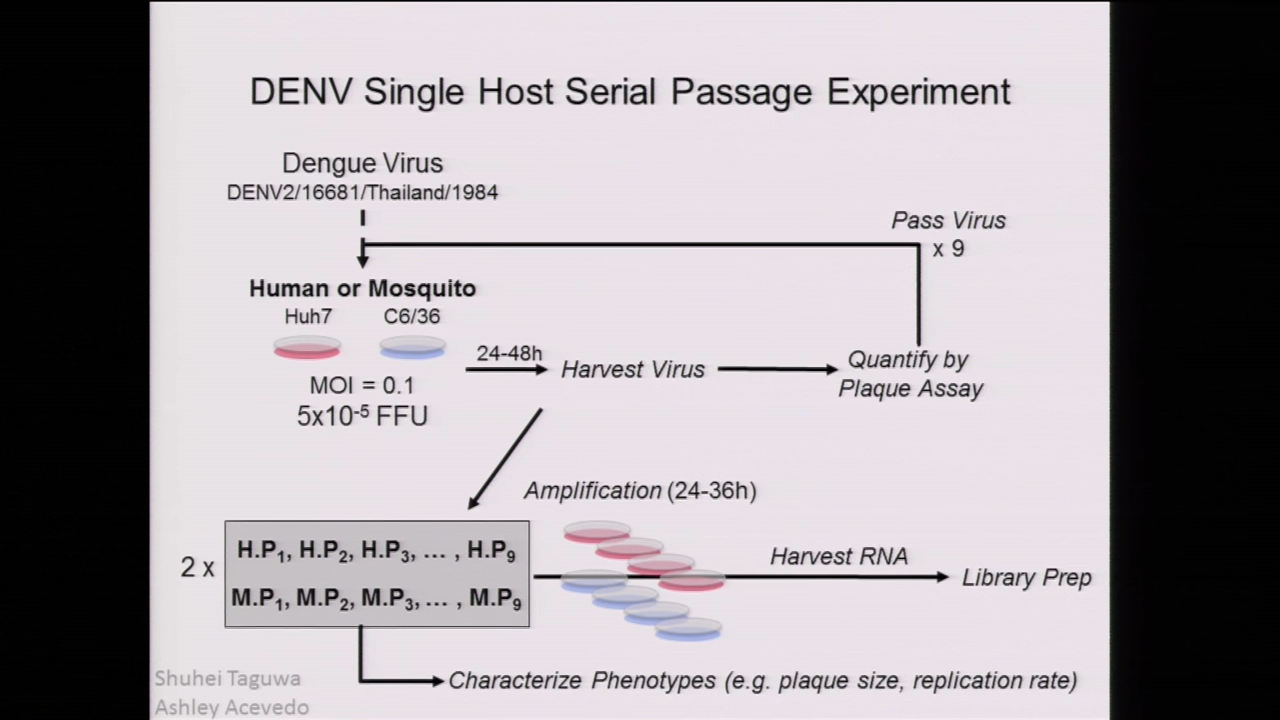 DENV Single Host Serial Passage Experiment
Dengue Virus
DENV2/16681/Thailand/1984
Pass Virus
x 9
Human or Mosquito
Huh7 C6/36
24-48h
Harvest Virus
Quantify by
Plaque Assay
MOI = 0.1
5x10⁻⁵ FFU
Amplification (24-36h)
2 x
H.P₁, H.P₂, H.P₃, … , H.P₉
M.P₁, M.P₂, M.P₃, … , M.P₉
Harvest RNA
Library Prep
Characterize Phenotypes (e.g. plaque size, replication rate)
Shuhei Taguwa
Ashley Acevedo